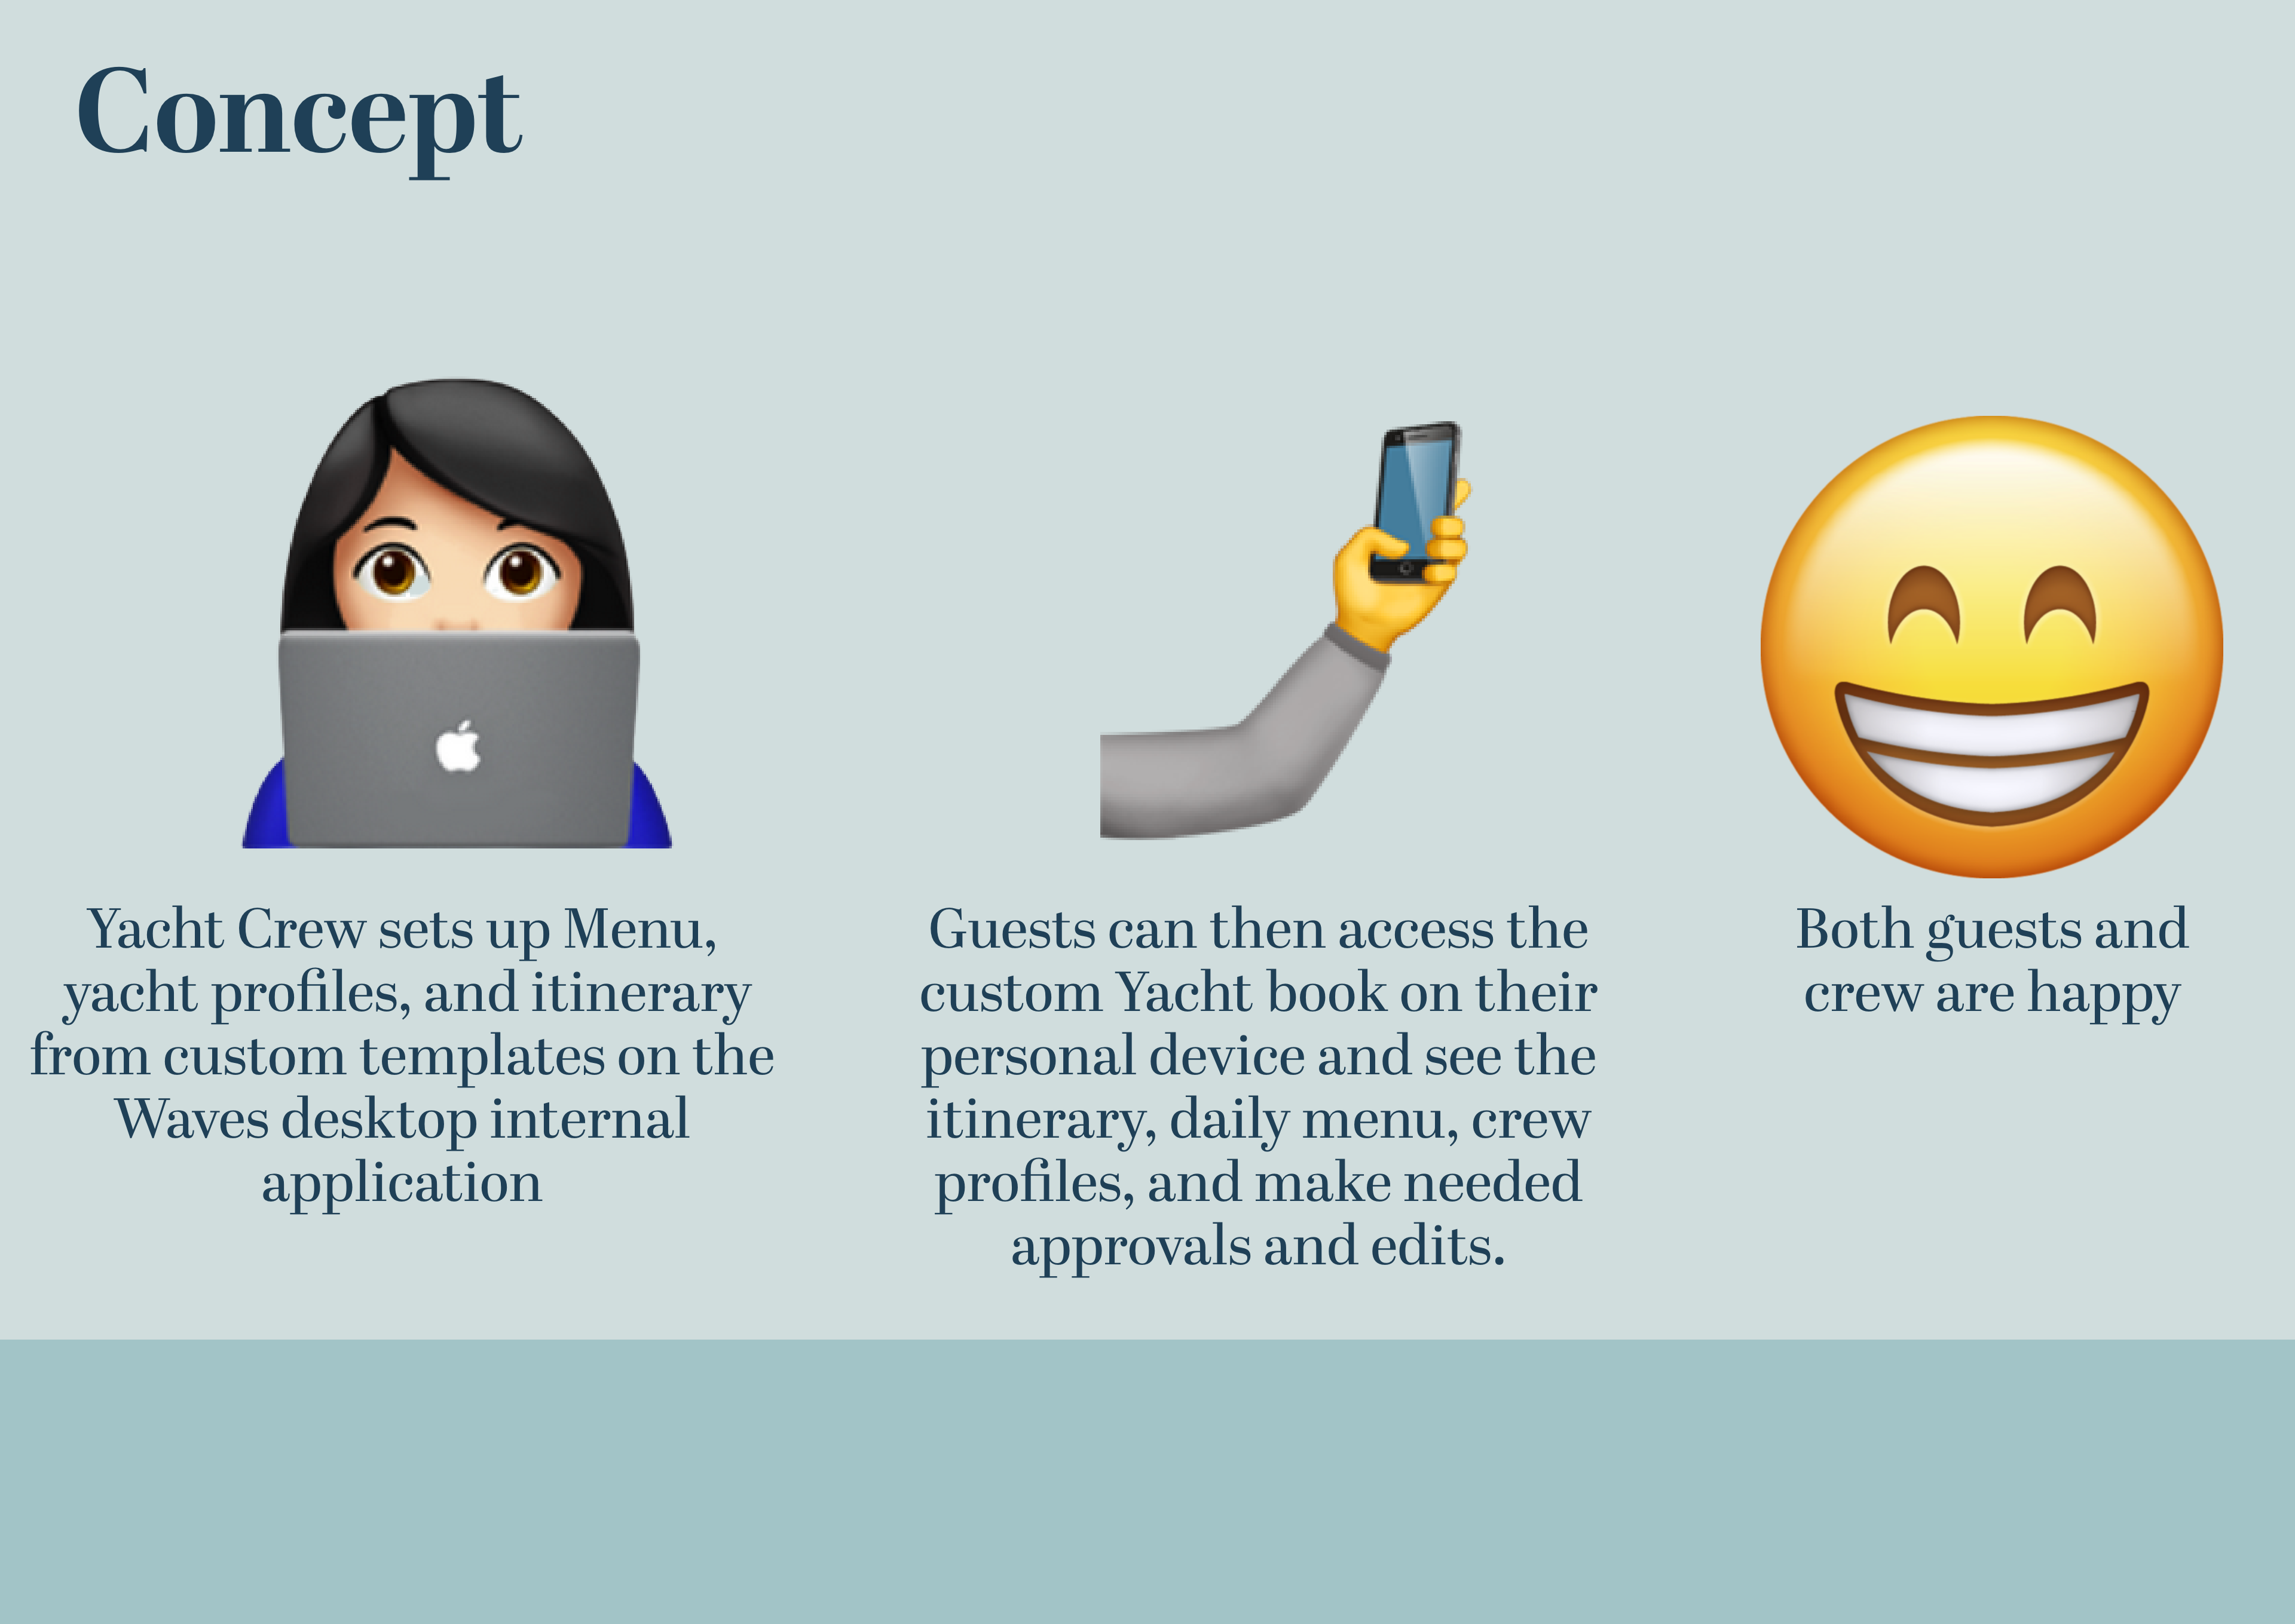 Concept
Yacht Crew sets up Menu,
yacht profiles, and itinerary
from custom templates on the
Waves desktop internal
application
Guests can then access the
custom Yacht book on their
personal device and see the
itinerary, daily menu, crew
profiles, and make needed
approvals and edits.
Both guests and
crew are happy